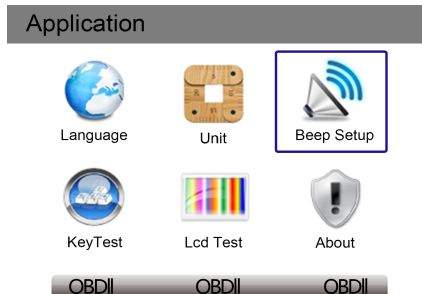 Application
Language
Unit
Beep Setup
KeyTest
Lcd Test
About
OBDII OBDII OBDII